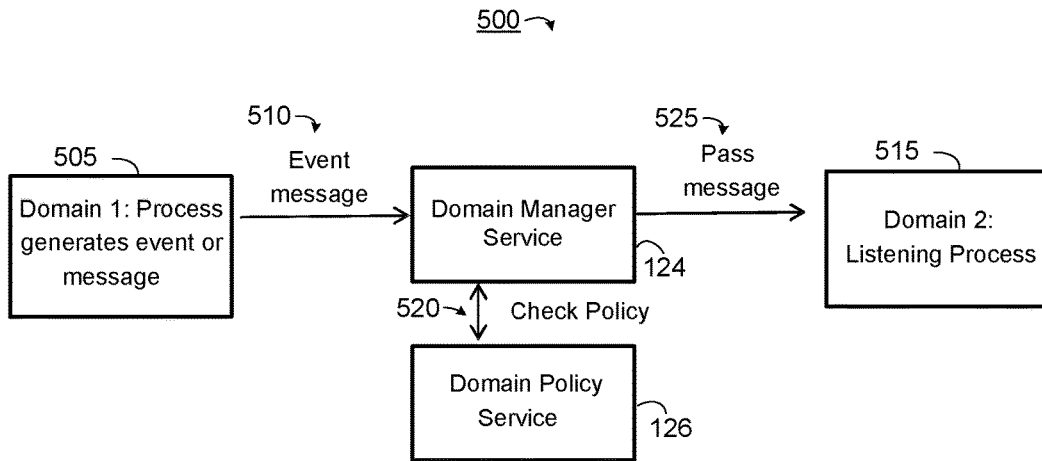 500
510
525
505
Event
message
Pass
message
515
Domain 1: Process
generates event or
message
Domain Manager
Service
124
Domain 2:
Listening Process
520
Check Policy
Domain Policy
Service
126